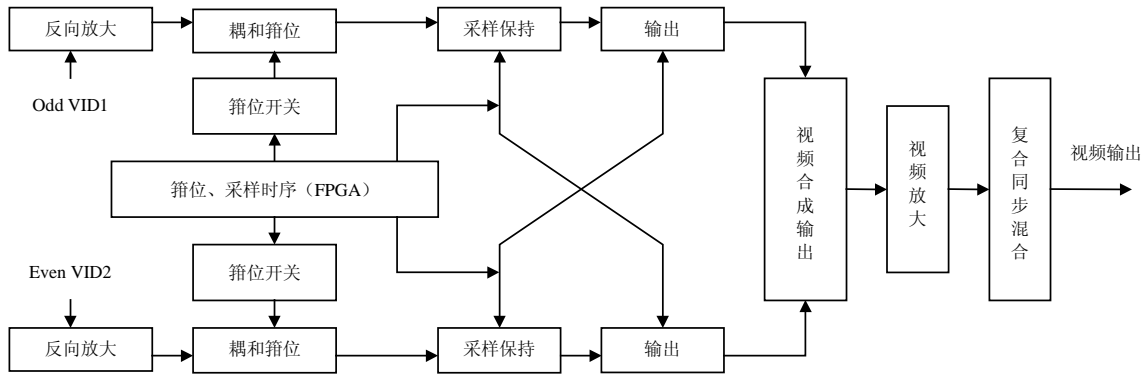 反向放大
耦和箝位
采样保持
输出
Odd VID1
箝位开关
箝位、采样时序（FPGA）
视频合成输出
视频放大
复合同步混合
视频输出
Even VID2
箝位开关
反向放大
耦和箝位
采样保持
输出